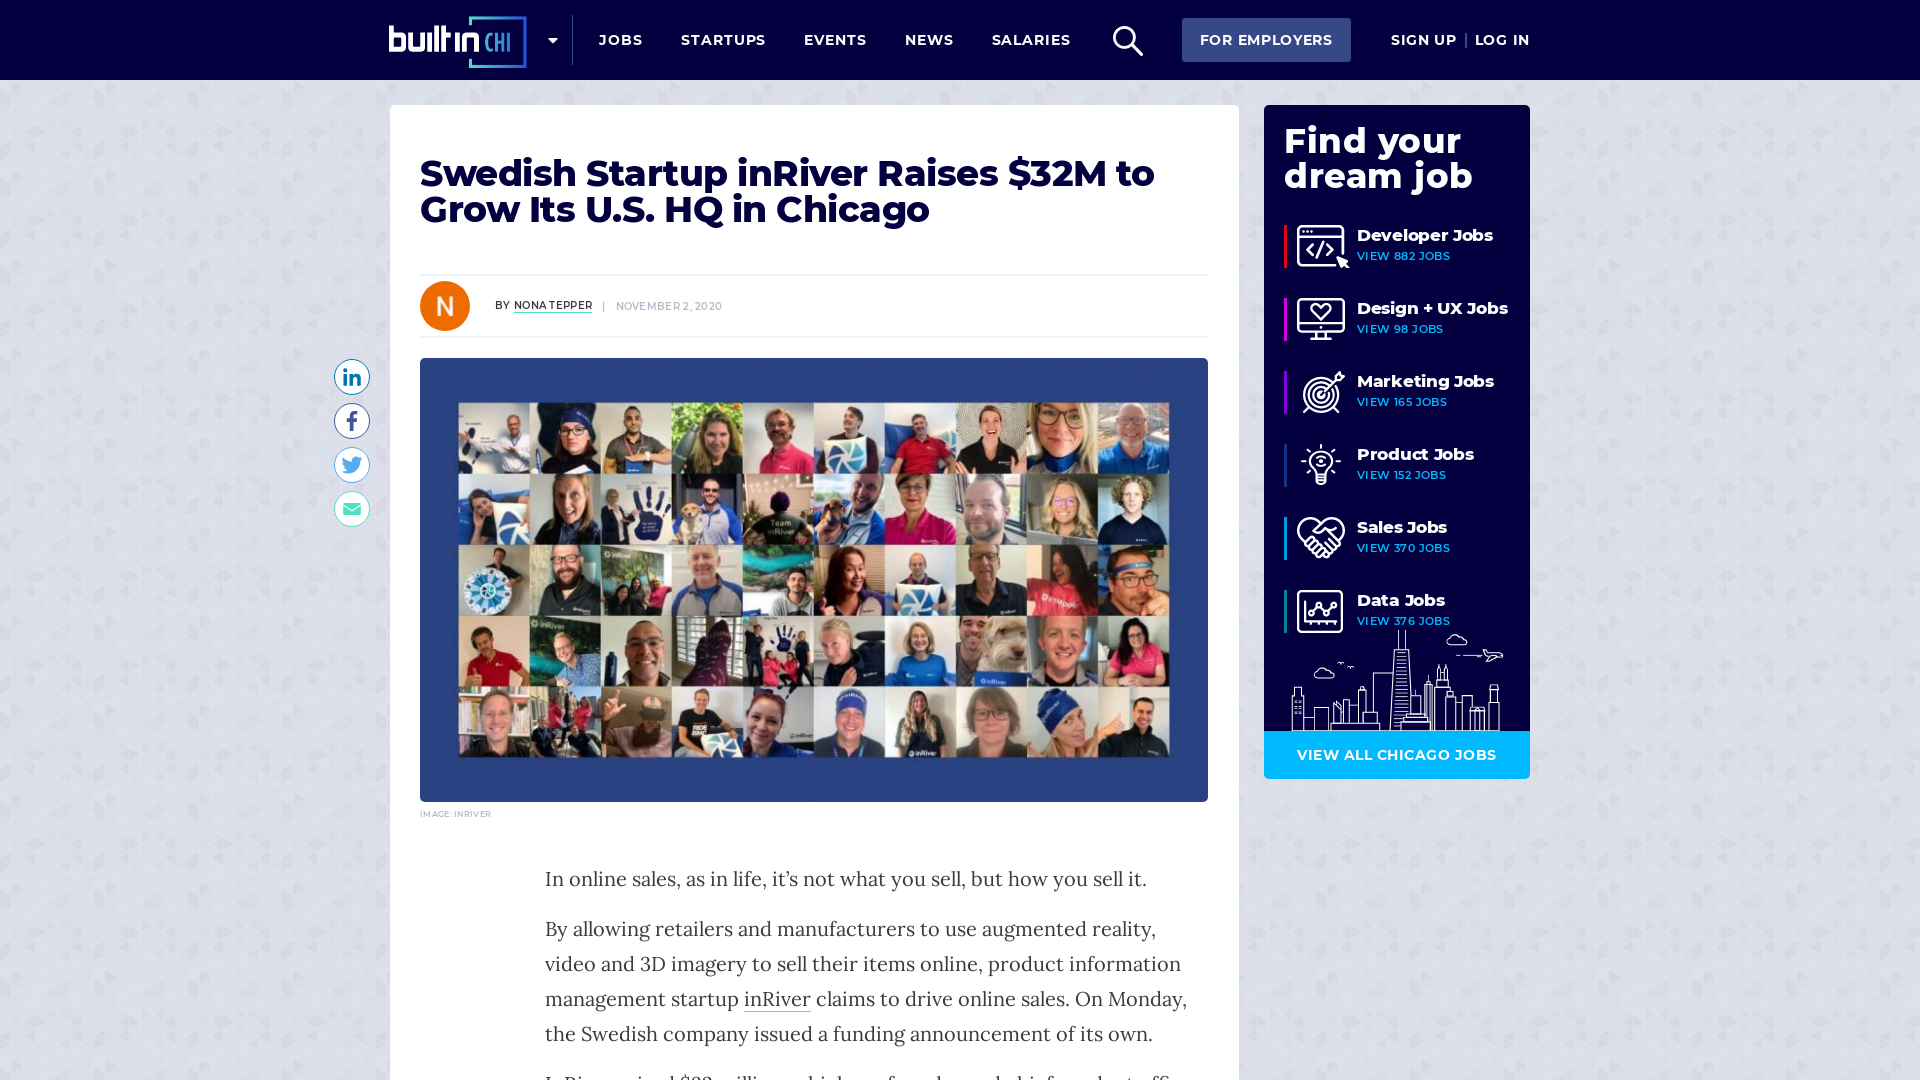 builtin CHI
JOBS
STARTUPS
EVENTS
NEWS
SALARIES
FOR EMPLOYERS
SIGN UP | LOG IN
Swedish Startup inRiver Raises $32M to
Grow Its U.S. HQ in Chicago
N
BY NONA TEPPER | NOVEMBER 2, 2020
in
f
Team
inRiver
inRiver
inRiver
inRiver
IMAGE: INRIVER
In online sales, as in life, it’s not what you sell, but how you sell it.
By allowing retailers and manufacturers to use augmented reality,
video and 3D imagery to sell their items online, product information
management startup inRiver claims to drive online sales. On Monday,
the Swedish company issued a funding announcement of its own.
Find your
dream job
Developer Jobs
VIEW 882 JOBS
Design + UX Jobs
VIEW 98 JOBS
Marketing Jobs
VIEW 165 JOBS
Product Jobs
VIEW 152 JOBS
Sales Jobs
VIEW 370 JOBS
Data Jobs
VIEW 376 JOBS
VIEW ALL CHICAGO JOBS